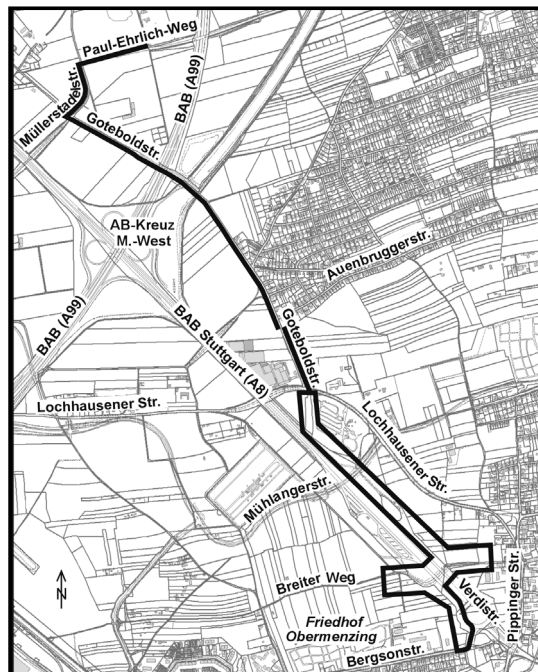 Paul-Ehrlich-Weg
Müllerstadelstr.
BAB (A99)
Goteboldstr.
AB-Kreuz
M.-West
Auenbruggerstr.
BAB (A99)
BAB Stuttgart (A8)
Goteboldstr.
Lochhausener Str.
Lochhausener Str.
Mühlangerstr.
Breiter Weg
N
Verdistr.
Pippinger Str.
Friedhof
Obermenzing
Bergsonstr.